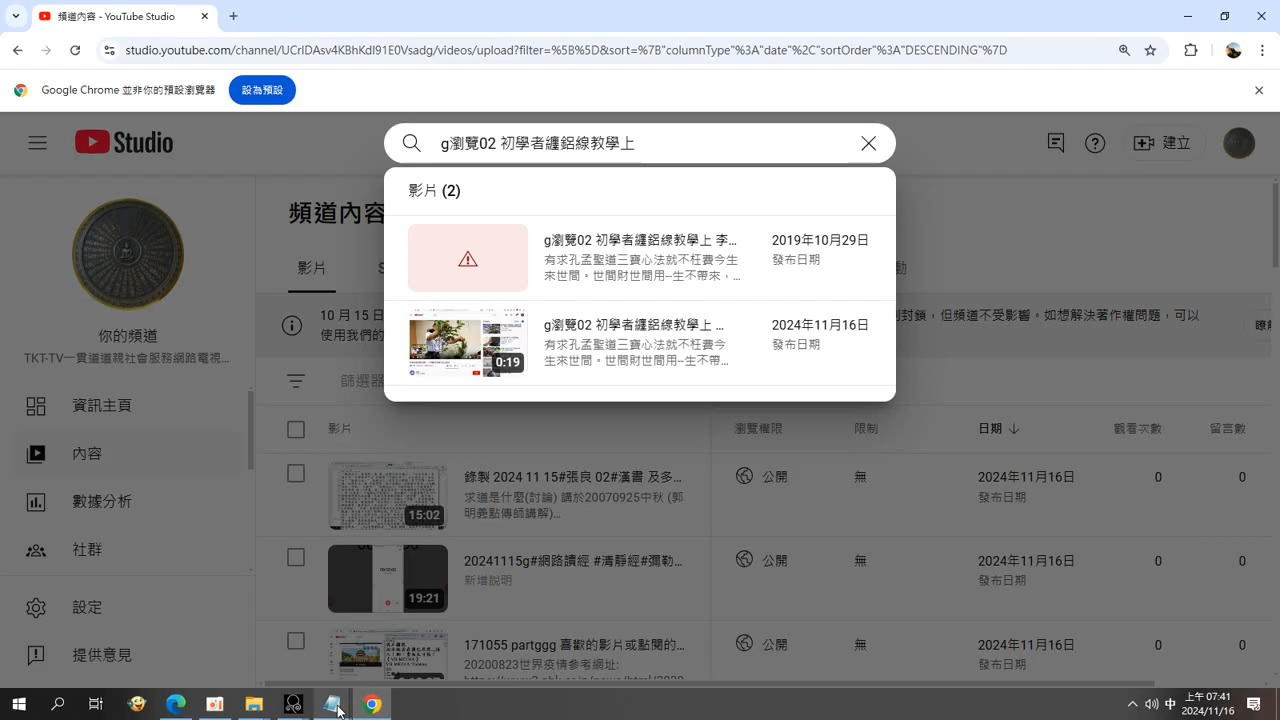 頻道內容 - YouTube Studio
studio.youtube.com/channel/UCrIDAsv4KBhKdI91E0Vsadg/videos/upload?filter=%5B%5D&sort=%7B"columnType"%3A"date"%2C"sortOrder"%3A"DESCENDING"%7D
Google Chrome 並非你的預設瀏覽器
設為預設
Studio
g瀏覽02 初學者纏鋁線教學上
建立
影片 (2)
g瀏覽02 初學者纏鋁線教學上 李...
2019年10月29日
有求孔孟聖道三寶心法就不枉費今生
發布日期
來世間。世間財世間用--生不帶來，...
g瀏覽02 初學者纏鋁線教學上 ...
2024年11月16日
有求孔孟聖道三寶心法就不枉費今
發布日期
生來世間。世間財世間用--生不帶...
0:19
頻道內容
影片
動
10 月 15 日
封鎖，但頻道不受影響。如想解決著作權問題，可以
使用我們的
篩選器
你的頻道
TKT-TV一貫道道親社會服務網路電視...
資訊主頁
內容
數據分析
社群
設定
提供意見
影片
瀏覽權限
限制
日期
觀看次數
留言數
錄製 2024 11 15#張良 02#漢書 及多...
求道是什麼(討論) 講於20070925中秋 (郭
明義點傳師講解)...
15:02
公開
無
2024年11月16日
發布日期
0
0
20241115g#網路讀經 #清靜經#彌勒...
新增說明
19:21
公開
無
2024年11月16日
發布日期
0
0
171055 partggg 喜歡的影片或點閱的...
20200823世界疫情參考網址:
公開
無
2024年11月16日
發布日期
0
0
中
上午 07:41
2024/11/16